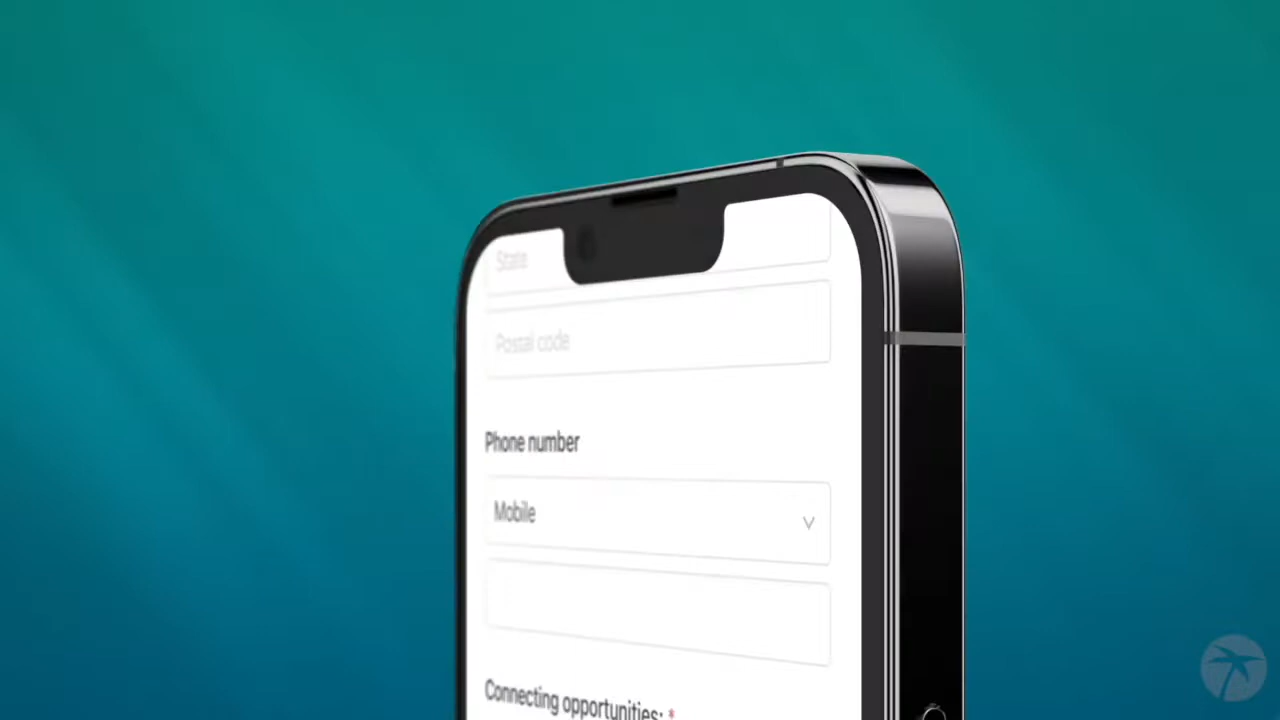 State
Postal code
Phone number
Mobile
Connecting opportunities: *